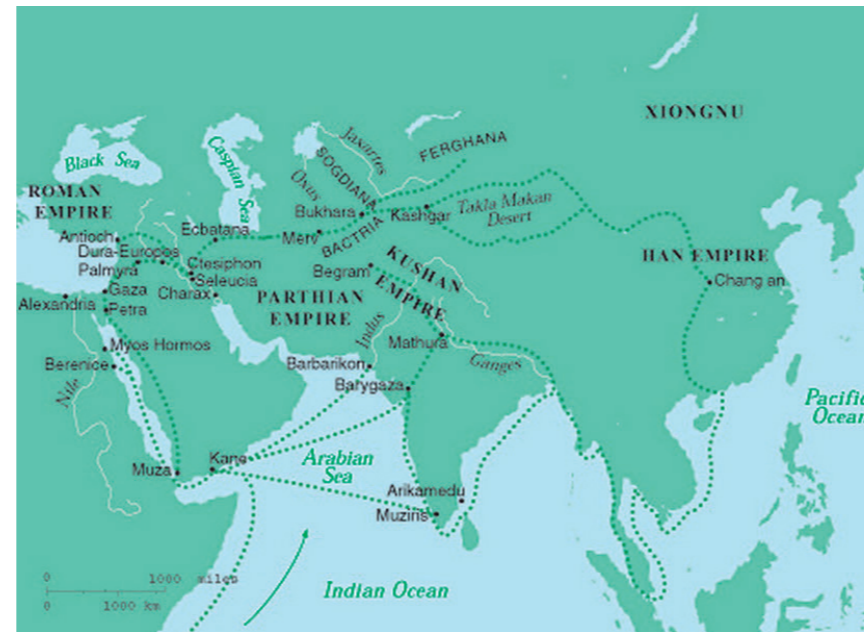 XIONGNU
FERGHANA
Jaxartes
SOGDIANA
Oxus
Black Sea
Caspian Sea
ROMAN
EMPIRE
Bukhara
Kashgar
Takla Makan
Desert
Antioch
Ecbatana
Merv
BACTRIA
Dura-Europos
Palmyra
Ctesiphon
Seleucia
Begram
KUSHAN
EMPIRE
HAN EMPIRE
Chang an
Gaza
Charax
Alexandria
Petra
PARTHIAN
EMPIRE
Indus
Mathura
Myos Hormos
Berenice
Barbarikon
Ganges
Barygaza
Nile
Pacific
Ocean
Muza
Kane
Arabian
Sea
Arikamedu
Muziris
0 1000 miles
0 1000 km
Indian Ocean